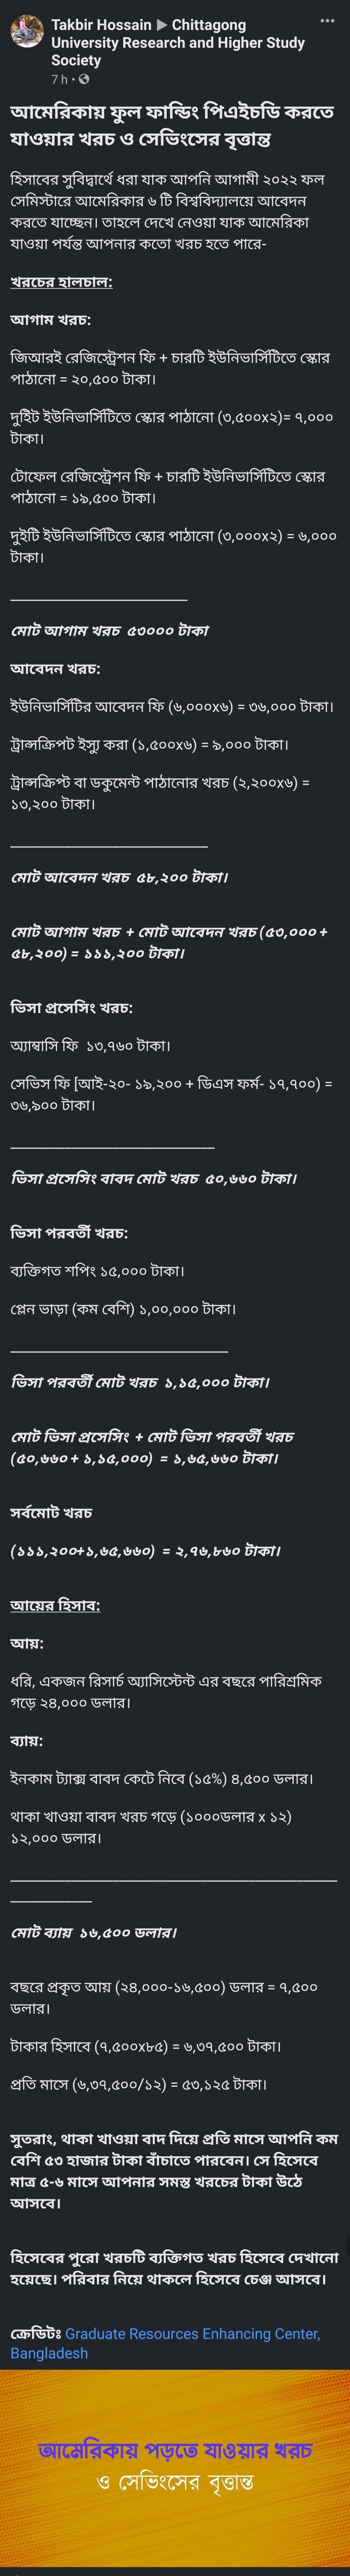 Takbir Hossain ▶ Chittagong
University Research and Higher Study
Society
7 h •
আমেরিকায় ফুল ফান্ডিং পিএইচডি করতে
যাওয়ার খরচ ও সেভিংসের বৃত্তান্ত
হিসাবের সুবিদ্বার্থে ধরা যাক আপনি আগামী ২০২২ ফল
সেমিস্টারে আমেরিকার ৬ টি বিশ্ববিদ্যালয়ে আবেদন
করতে যাচ্ছেন। তাহলে দেখে নেওয়া যাক আমেরিকা
যাওয়া পর্যন্ত আপনার কতো খরচ হতে পারে-
খরচের হালচাল:
আগাম খরচ:
জিআরই রেজিস্ট্রেশন ফি + চারটি ইউনিভার্সিটিতে স্কোর
পাঠানো = ২০,৫০০ টাকা।
দুইটি ইউনিভার্সিটিতে স্কোর পাঠানো (৩,৫০০x২)= ৭,০০০
টাকা।
টোফেল রেজিস্ট্রেশন ফি + চারটি ইউনিভার্সিটিতে স্কোর
পাঠানো = ১৯,৫০০ টাকা।
দুইটি ইউনিভার্সিটিতে স্কোর পাঠানো (৩,০০০x২) = ৬,০০০
টাকা।
মোট আগাম খরচ ৫৩০০০ টাকা
আবেদন খরচ:
ইউনিভার্সিটির আবেদন ফি (৬,০০০x৬) = ৩৬,০০০ টাকা।
ট্রান্সক্রিপট ইস্যু করা (১,৫০০x৬) = ৯,০০০ টাকা।
ট্রান্সক্রিপ্ট বা ডকুমেন্ট পাঠানোর খরচ (২,২০০x৬) =
১৩,২০০ টাকা।
মোট আবেদন খরচ ৫৮,২০০ টাকা।
মোট আগাম খরচ + মোট আবেদন খরচ (৫৩,০০০ +
৫৮,২০০) = ১১১,২০০ টাকা।
ভিসা প্রসেসিং খরচ:
অ্যাম্বাসি ফি ১৩,৭৬০ টাকা।
সেভিস ফি [আই-২০- ১৯,২০০ + ডিএস ফর্ম- ১৭,৭০০) =
৩৬,৯০০ টাকা।
ভিসা প্রসেসিং বাবদ মোট খরচ ৫০,৬৬০ টাকা।
ভিসা পরবর্তী খরচ:
ব্যক্তিগত শপিং ১৫,০০০ টাকা।
প্লেন ভাড়া (কম বেশি) ১,০০,০০০ টাকা।
ভিসা পরবর্তী মোট খরচ ১,১৫,০০০ টাকা।
মোট ভিসা প্রসেসিং + মোট ভিসা পরবর্তী খরচ
(৫০,৬৬০ + ১,১৫,০০০) = ১,৬৫,৬৬০ টাকা।
সর্বমোট খরচ
(১১১,২০০+১,৬৫,৬৬০) = ২,৭৬,৮৬০ টাকা।
আয়ের হিসাব:
আয়:
ধরি, একজন রিসার্চ অ্যাসিস্টেন্ট এর বছরে পারিশ্রমিক
গড়ে ২৪,০০০ ডলার।
ব্যায়:
ইনকাম ট্যাক্স বাবদ কেটে নিবে (১৫%) ৪,৫০০ ডলার।
থাকা খাওয়া বাবদ খরচ গড়ে (১০০০ডলার x ১২)
১২,০০০ ডলার।
মোট ব্যায় ১৬,৫০০ ডলার।
বছরে প্রকৃত আয় (২৪,০০০-১৬,৫০০) ডলার = ৭,৫০০
ডলার।
টাকার হিসাবে (৭,৫০০x৮৫) = ৬,৩৭,৫০০ টাকা।
প্রতি মাসে (৬,৩৭,৫০০/১২) = ৫৩,১২৫ টাকা।
সুতরাং, থাকা খাওয়া বাদ দিয়ে প্রতি মাসে আপনি কম
বেশি ৫৩ হাজার টাকা বাঁচাতে পারবেন। সে হিসেবে
মাত্র ৫-৬ মাসে আপনার সমস্ত খরচের টাকা উঠে
আসবে।
হিসেবের পুরো খরচটি ব্যক্তিগত খরচ হিসেবে দেখানো
হয়েছে। পরিবার নিয়ে থাকলে হিসেবে চেঞ্জ আসবে।
ক্রেডিটঃ Graduate Resources Enhancing Center,
Bangladesh
আমেরিকায় পড়তে যাওয়ার খরচ
ও সেভিংসের বৃত্তান্ত